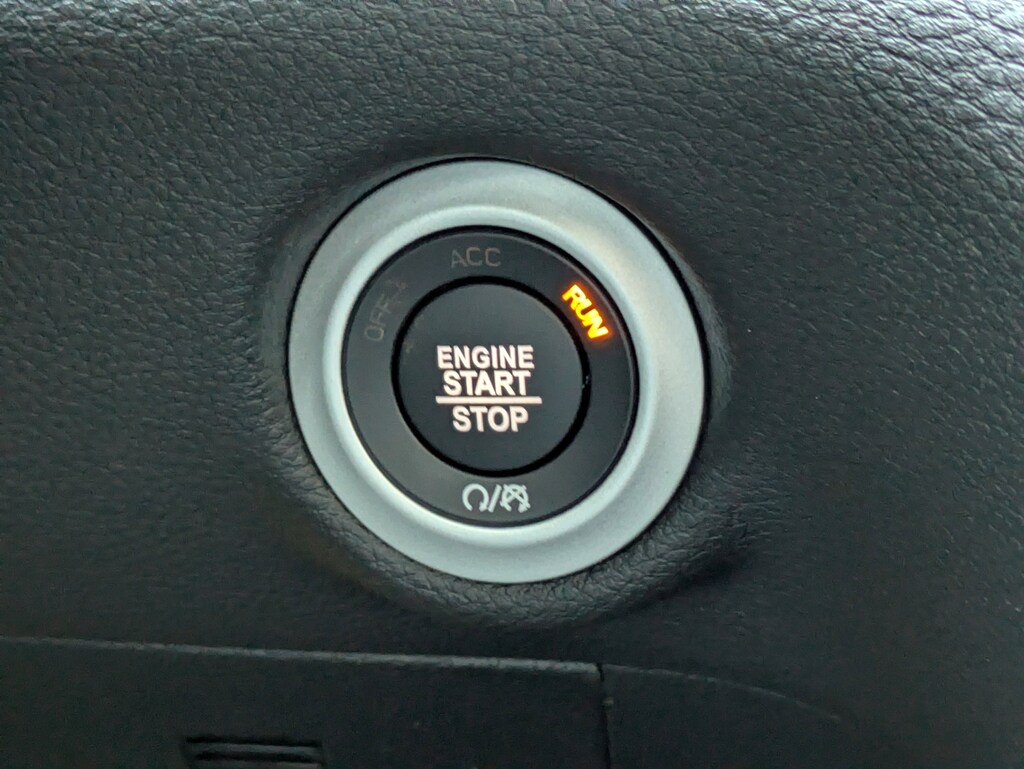 ACC
OFF
RUN
ENGINE
START
STOP